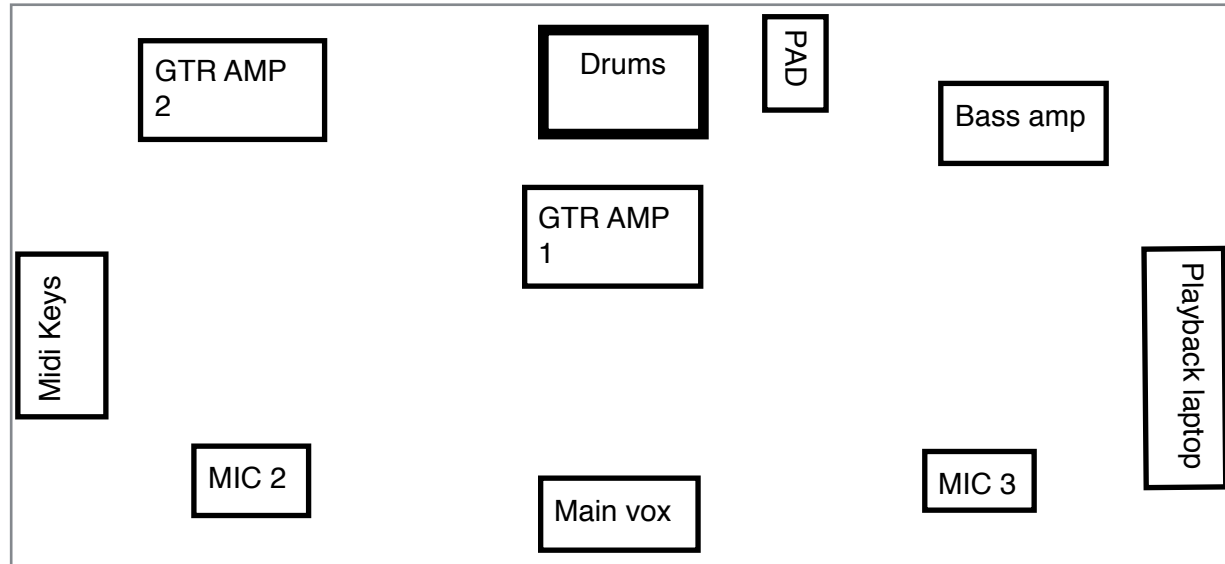 GTR AMP
2
Drums
PAD
Bass amp
GTR AMP
1
Midi Keys
Playback laptop
MIC 2
Main vox
MIC 3